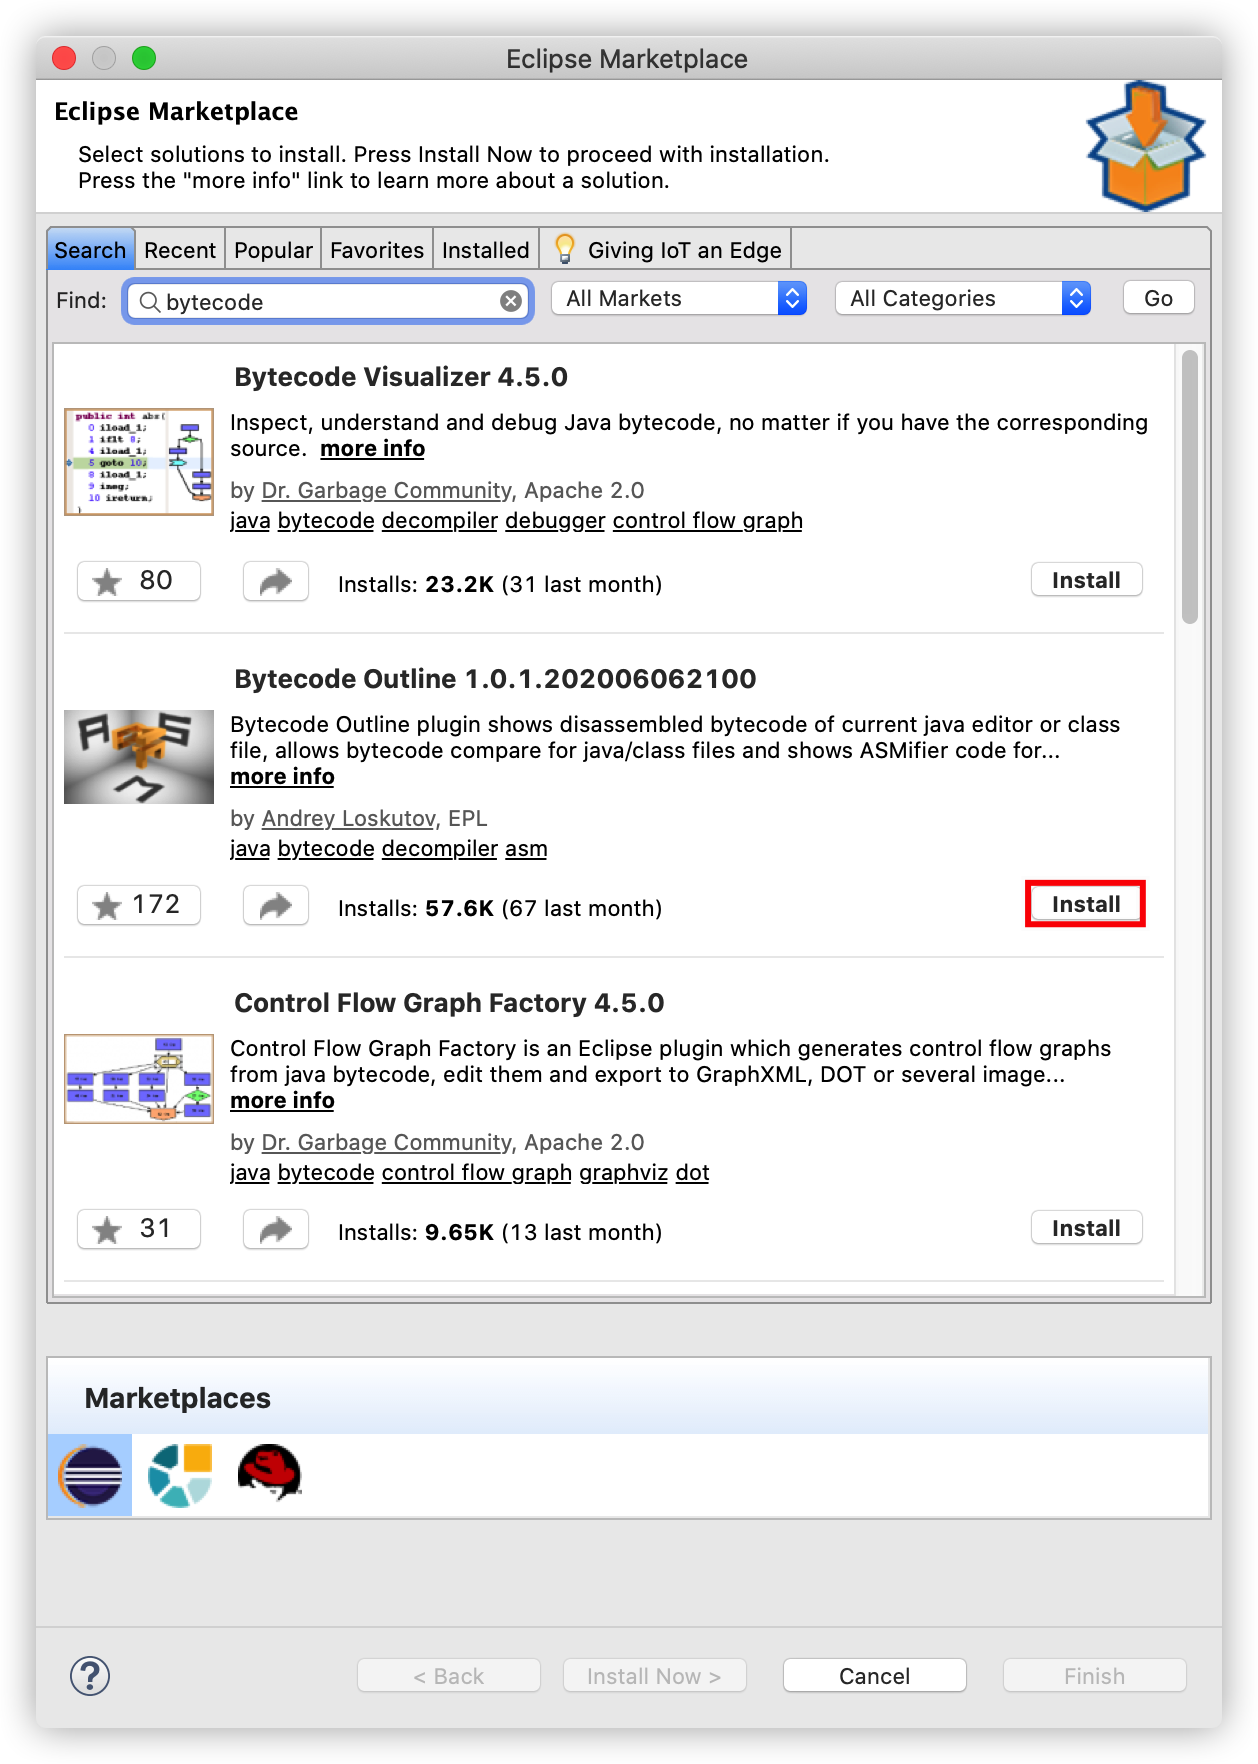 Eclipse Marketplace
Eclipse Marketplace
Select solutions to install. Press Install Now to proceed with installation.
Press the "more info" link to learn more about a solution.
Search Recent Popular Favorites Installed Giving IoT an Edge
Find: bytecode All Markets All Categories Go
Bytecode Visualizer 4.5.0
public int abs(
0 iload_1;
1 iflt 8;
4 iload_1;
5 goto 10;
8 iload_1;
9 ineg;
10 ireturn;
}
Inspect, understand and debug Java bytecode, no matter if you have the corresponding
source. more info
by Dr. Garbage Community, Apache 2.0
java bytecode decompiler debugger control flow graph
80 Installs: 23.2K (31 last month) Install
Bytecode Outline 1.0.1.202006062100
ASM
Bytecode Outline plugin shows disassembled bytecode of current java editor or class
file, allows bytecode compare for java/class files and shows ASMifier code for...
more info
by Andrey Loskutov, EPL
java bytecode decompiler asm
172 Installs: 57.6K (67 last month) Install
Control Flow Graph Factory 4.5.0
Control Flow Graph Factory is an Eclipse plugin which generates control flow graphs
from java bytecode, edit them and export to GraphXML, DOT or several image...
more info
by Dr. Garbage Community, Apache 2.0
java bytecode control flow graph graphviz dot
31 Installs: 9.65K (13 last month) Install
Marketplaces
? < Back Install Now > Cancel Finish